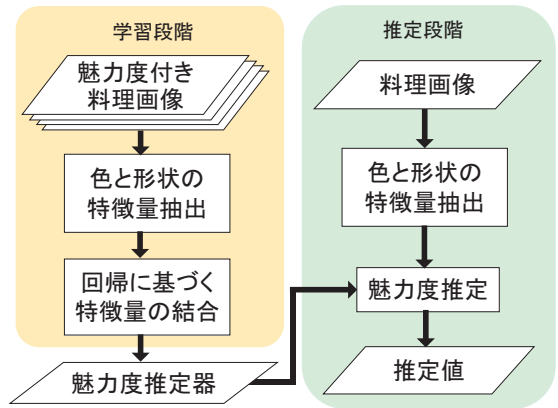 学習段階
魅力度付き
料理画像
色と形状の
特徴量抽出
回帰に基づく
特徴量の結合
魅力度推定器
推定段階
料理画像
色と形状の
特徴量抽出
魅力度推定
推定値